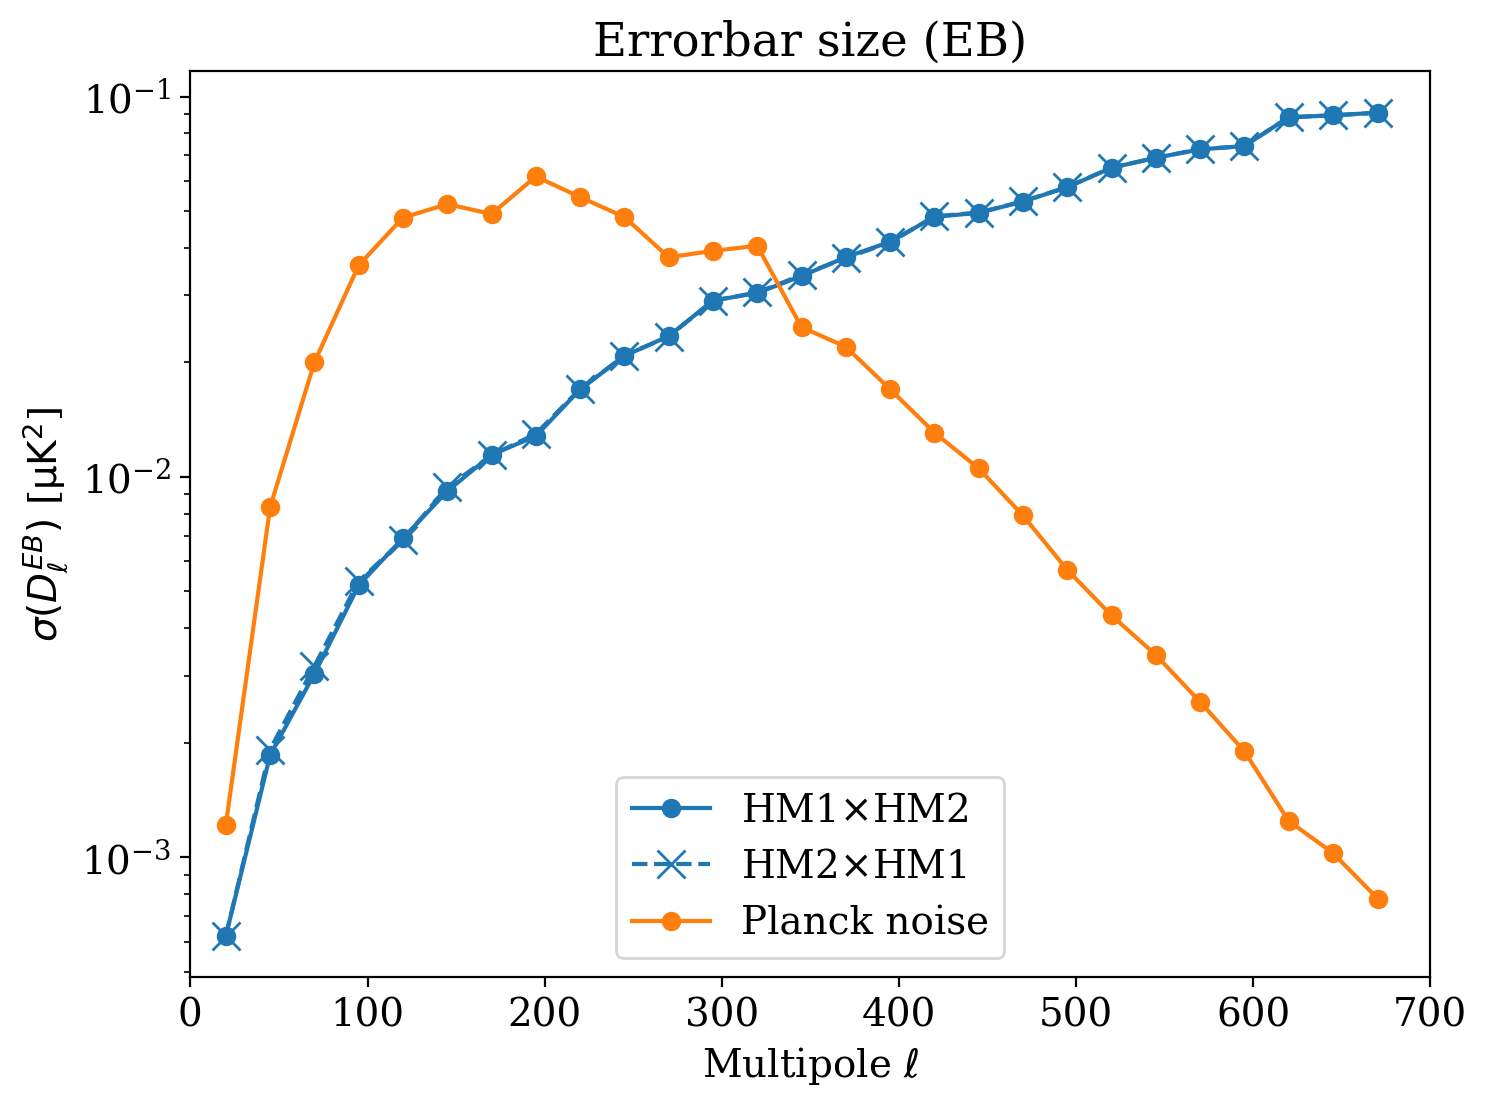 Errorbar size (EB)
σ(D_ℓ^{EB}) [μK²]
10⁻¹
10⁻²
10⁻³
HM1×HM2
HM2×HM1
Planck noise
0 100 200 300 400 500 600 700
Multipole ℓ